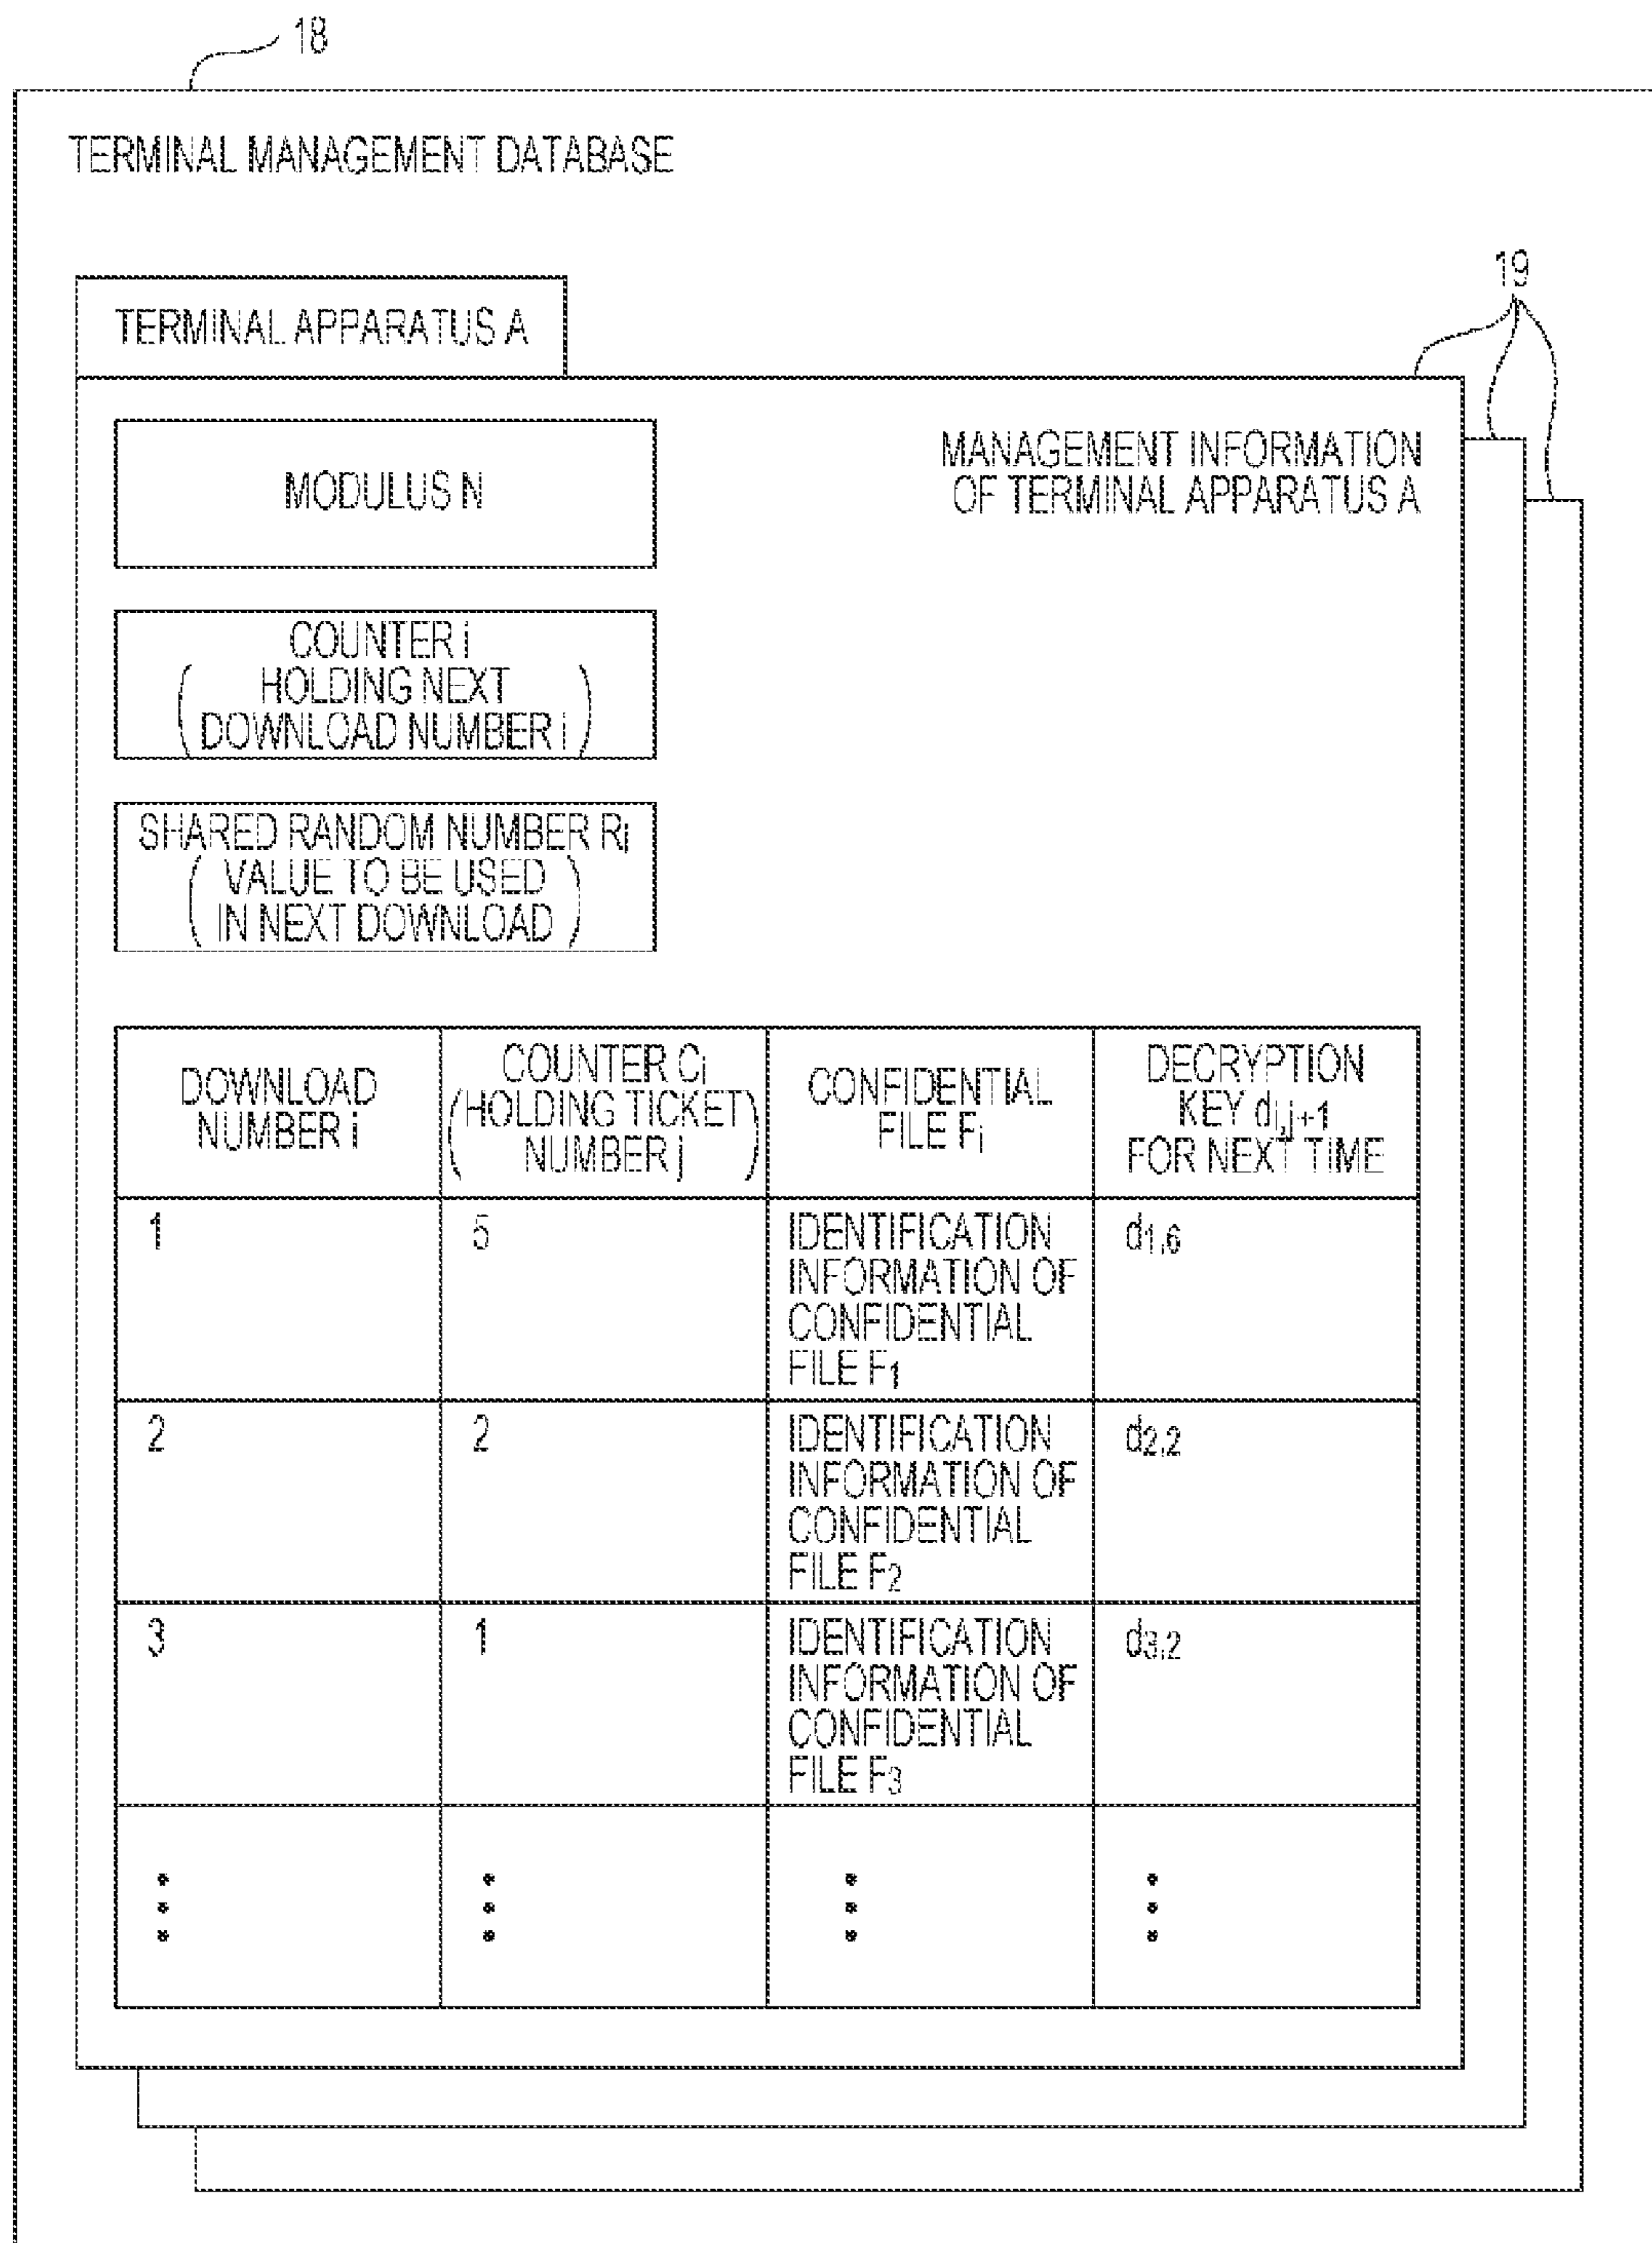 18
TERMINAL MANAGEMENT DATABASE
19
TERMINAL APPARATUS A
MANAGEMENT INFORMATION
OF TERMINAL APPARATUS A
MODULUS N
COUNTER i
( HOLDING NEXT
DOWNLOAD NUMBER i )
SHARED RANDOM NUMBER Ri
( VALUE TO BE USED
IN NEXT DOWNLOAD )
DOWNLOAD
NUMBER i
COUNTER Ci
(HOLDING TICKET
NUMBER j)
CONFIDENTIAL
FILE Fi
DECRYPTION
KEY di,j+1
FOR NEXT TIME
1
5
IDENTIFICATION
INFORMATION OF
CONFIDENTIAL
FILE F1
d1,6
2
2
IDENTIFICATION
INFORMATION OF
CONFIDENTIAL
FILE F2
d2,2
3
1
IDENTIFICATION
INFORMATION OF
CONFIDENTIAL
FILE F3
d3,2